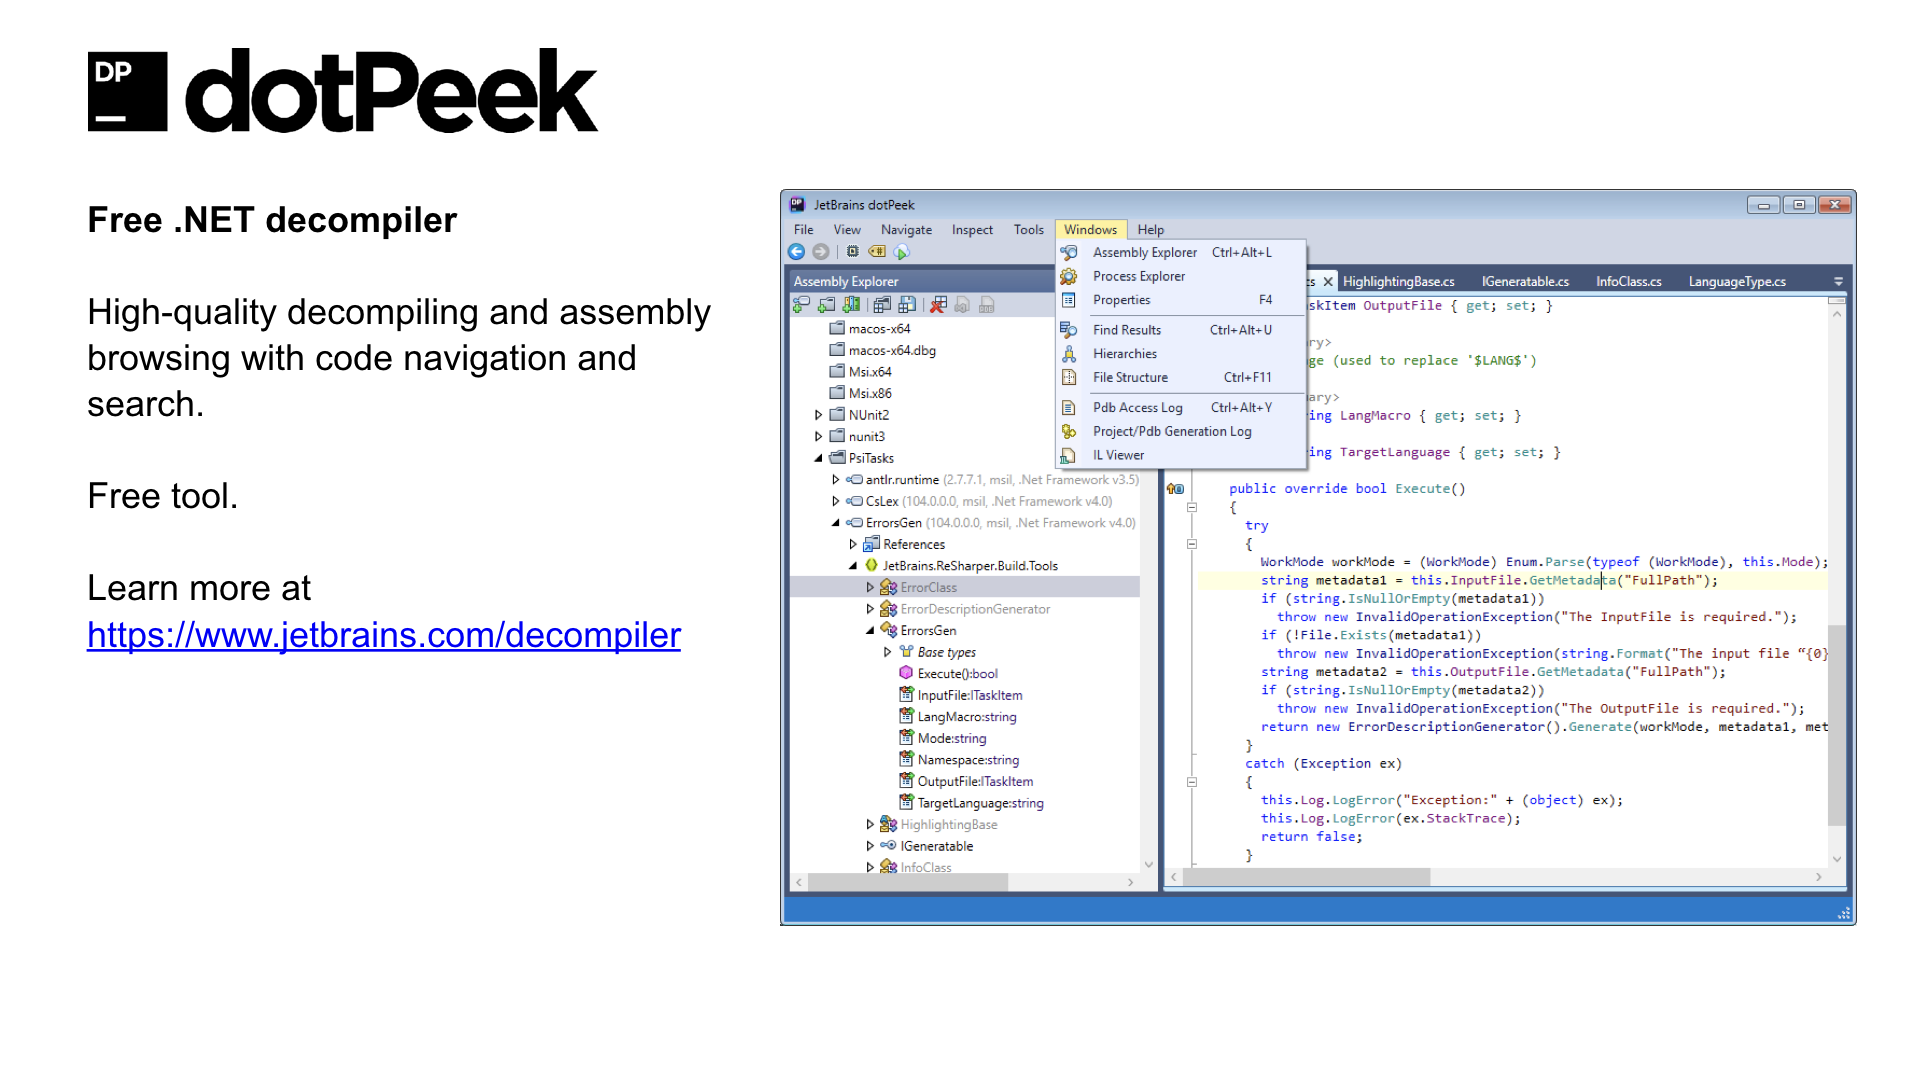 DP
dotPeek
Free .NET decompiler
High-quality decompiling and assembly
browsing with code navigation and
search.
Free tool.
Learn more at
https://www.jetbrains.com/decompiler
JetBrains dotPeek
File View Navigate Inspect Tools Windows Help
Assembly Explorer
macos-x64
macos-x64.dbg
Msi.x64
Msi.x86
NUnit2
nunit3
PsiTasks
antlr.runtime (2.7.7.1, msil, .Net Framework v3.5)
CsLex (104.0.0.0, msil, .Net Framework v4.0)
ErrorsGen (104.0.0.0, msil, .Net Framework v4.0)
References
JetBrains.ReSharper.Build.Tools
ErrorClass
ErrorDescriptionGenerator
ErrorsGen
Base types
Execute():bool
InputFile:ITaskItem
LangMacro:string
Mode:string
Namespace:string
OutputFile:ITaskItem
TargetLanguage:string
HighlightingBase
IGeneratable
InfoClass
Assembly Explorer Ctrl+Alt+L
Process Explorer
Properties F4
Find Results Ctrl+Alt+U
Hierarchies
File Structure Ctrl+F11
Pdb Access Log Ctrl+Alt+Y
Project/Pdb Generation Log
IL Viewer
cs HighlightingBase.cs IGeneratable.cs InfoClass.cs LanguageType.cs
skItem OutputFile { get; set; }
ry>
ge (used to replace '$LANG$')
ary>
ing LangMacro { get; set; }
ing TargetLanguage { get; set; }
public override bool Execute()
{
try
{
WorkMode workMode = (WorkMode) Enum.Parse(typeof (WorkMode), this.Mode);
string metadata1 = this.InputFile.GetMetadata("FullPath");
if (string.IsNullOrEmpty(metadata1))
throw new InvalidOperationException("The InputFile is required.");
if (!File.Exists(metadata1))
throw new InvalidOperationException(string.Format("The input file “{0}
string metadata2 = this.OutputFile.GetMetadata("FullPath");
if (string.IsNullOrEmpty(metadata2))
throw new InvalidOperationException("The OutputFile is required.");
return new ErrorDescriptionGenerator().Generate(workMode, metadata1, met
}
catch (Exception ex)
{
this.Log.LogError("Exception:" + (object) ex);
this.Log.LogError(ex.StackTrace);
return false;
}